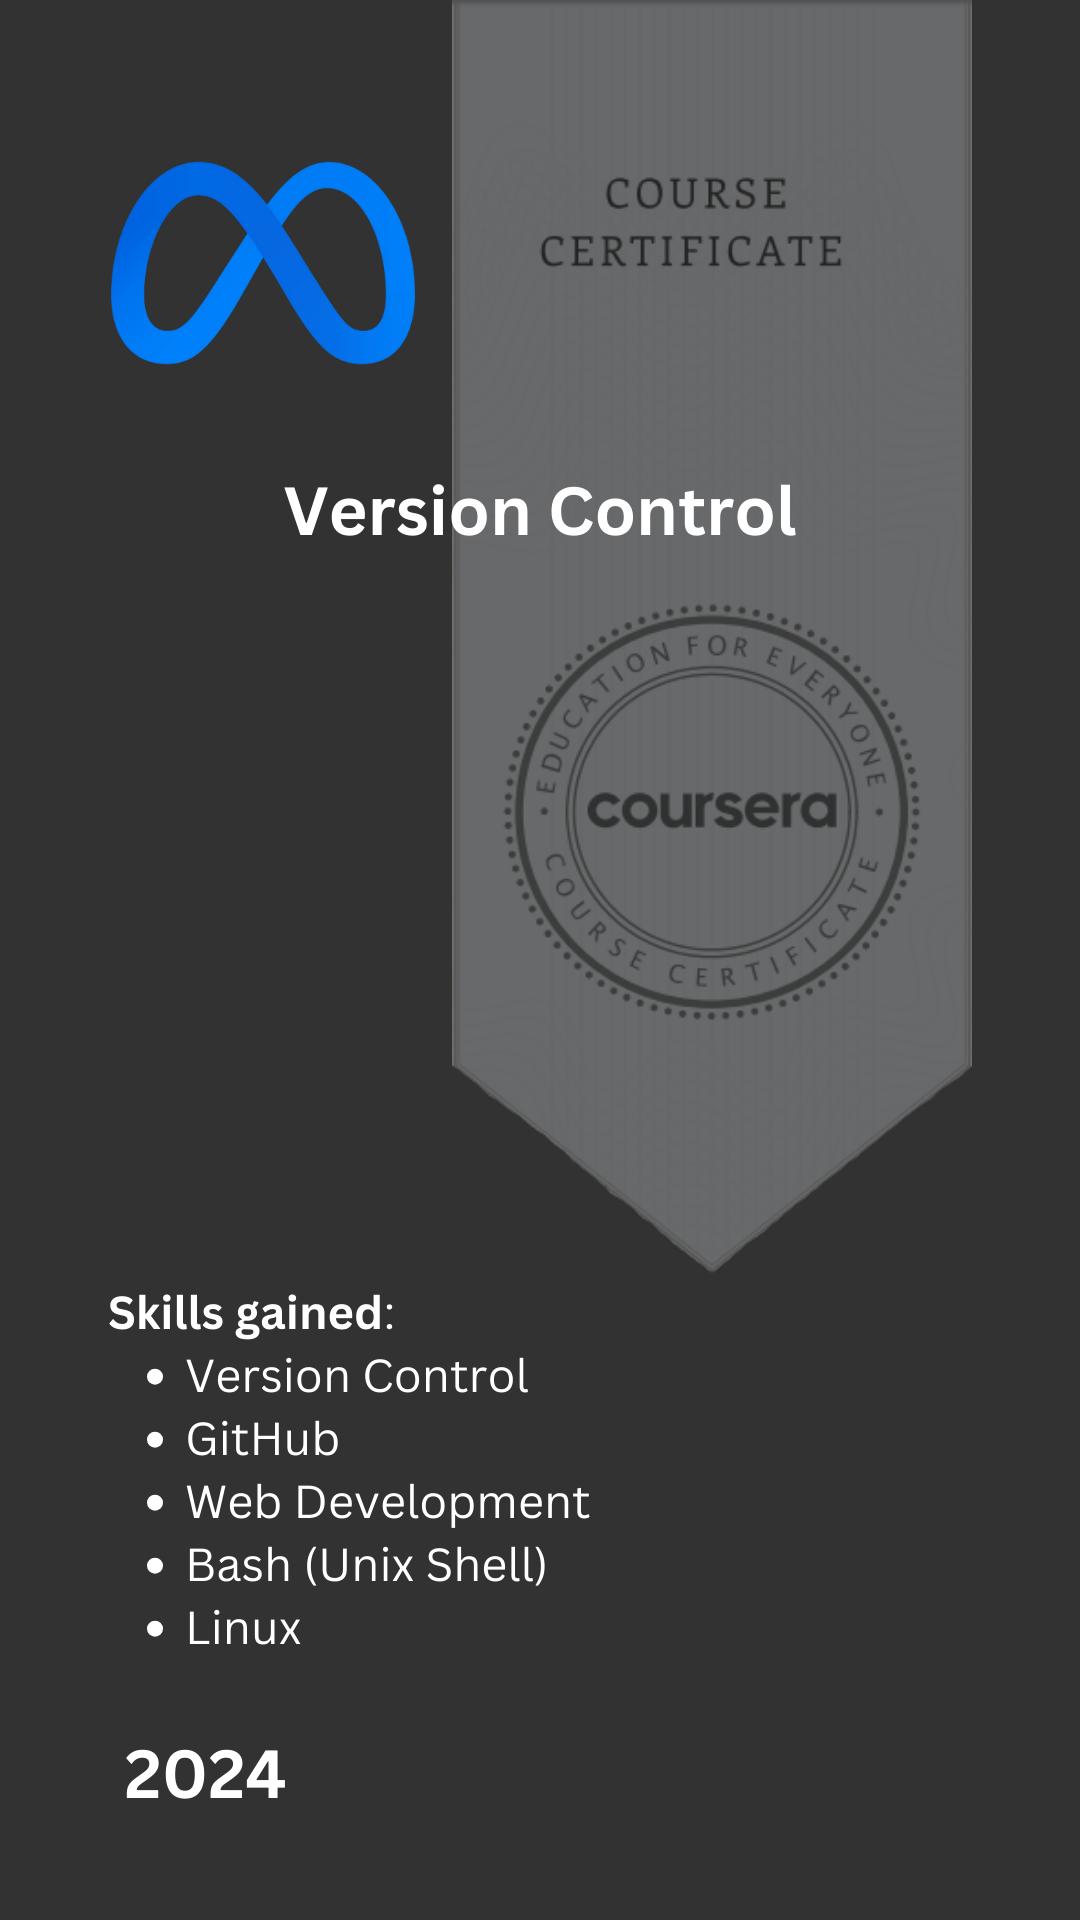 COURSE
CERTIFICATE
Version Control
• EDUCATION FOR EVERYONE •
coursera
COURSE CERTIFICATE
Skills gained:
• Version Control
• GitHub
• Web Development
• Bash (Unix Shell)
• Linux
2024